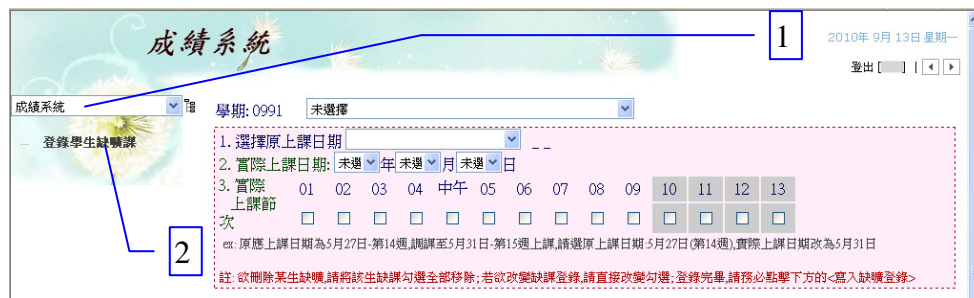 成績系統
1
2010年 9月 13日 星期一
登出 [ ] |
成績系統
學期: 0991 未選擇
登錄學生缺曠課
1. 選擇原上課日期 _ _
2. 實際上課日期: 未選 年 未選 月 未選 日
3. 實際上課節次
01 02 03 04 中午 05 06 07 08 09 10 11 12 13
ex: 原應上課日期為5月27日-第14週,調課至5月31日-第15週上課,請選原上課日期:5月27日(第14週),實際上課日期改為5月31日
2
註: 欲刪除某生缺曠,請將該生缺課勾選全部移除; 若欲改變缺課登錄,請直接改變勾選; 登錄完畢,請務必點擊下方的<寫入缺曠登錄>